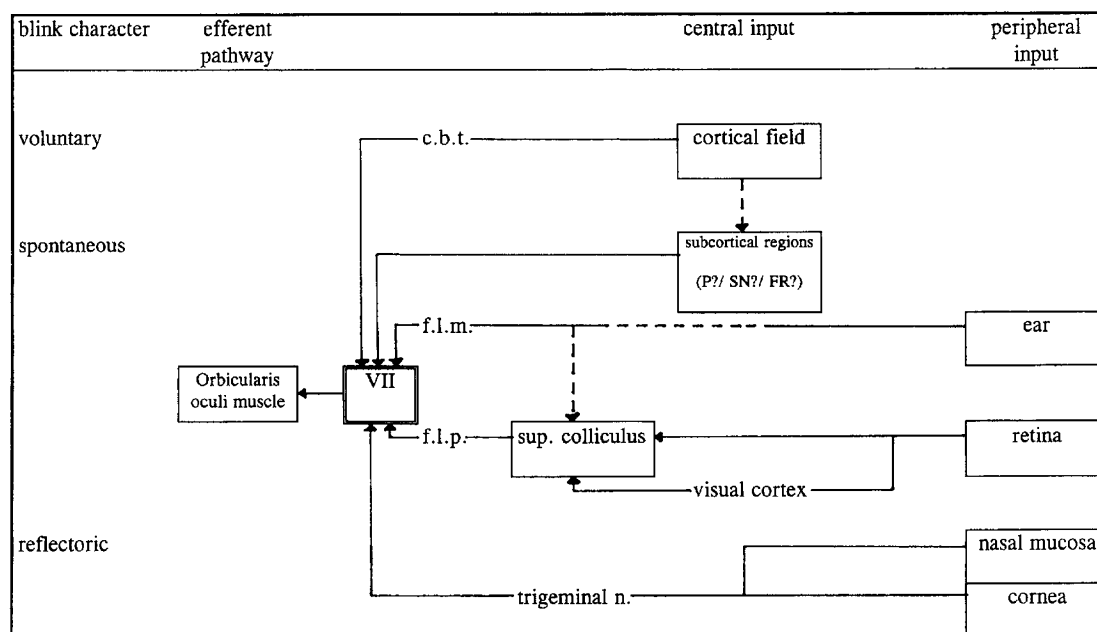 blink character efferent central input peripheral
pathway input
voluntary c.b.t. cortical field
spontaneous subcortical regions
(P?/ SN?/ FR?)
f.l.m. ear
Orbicularis VII
oculi muscle
f.l.p. sup. colliculus retina
visual cortex
reflectoric nasal mucosa
trigeminal n. cornea